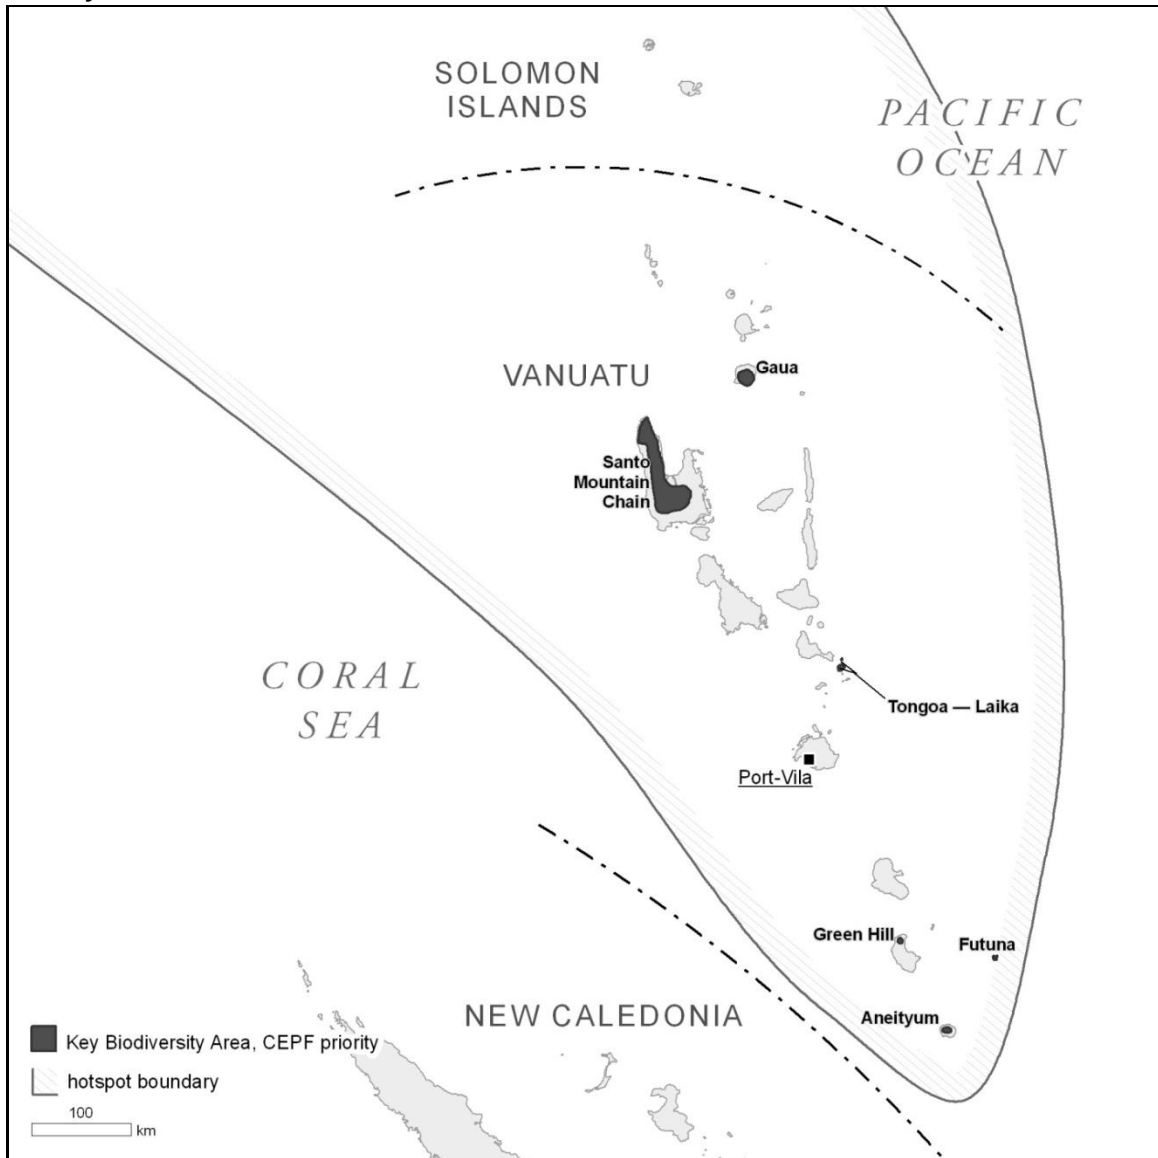 SOLOMON
ISLANDS
PACIFIC
OCEAN
VANUATU
Gaua
Santo
Mountain
Chain
CORAL
SEA
Tongoa — Laika
Port-Vila
Green Hill
Futuna
NEW CALEDONIA
Aneityum
Key Biodiversity Area, CEPF priority
hotspot boundary
100
km